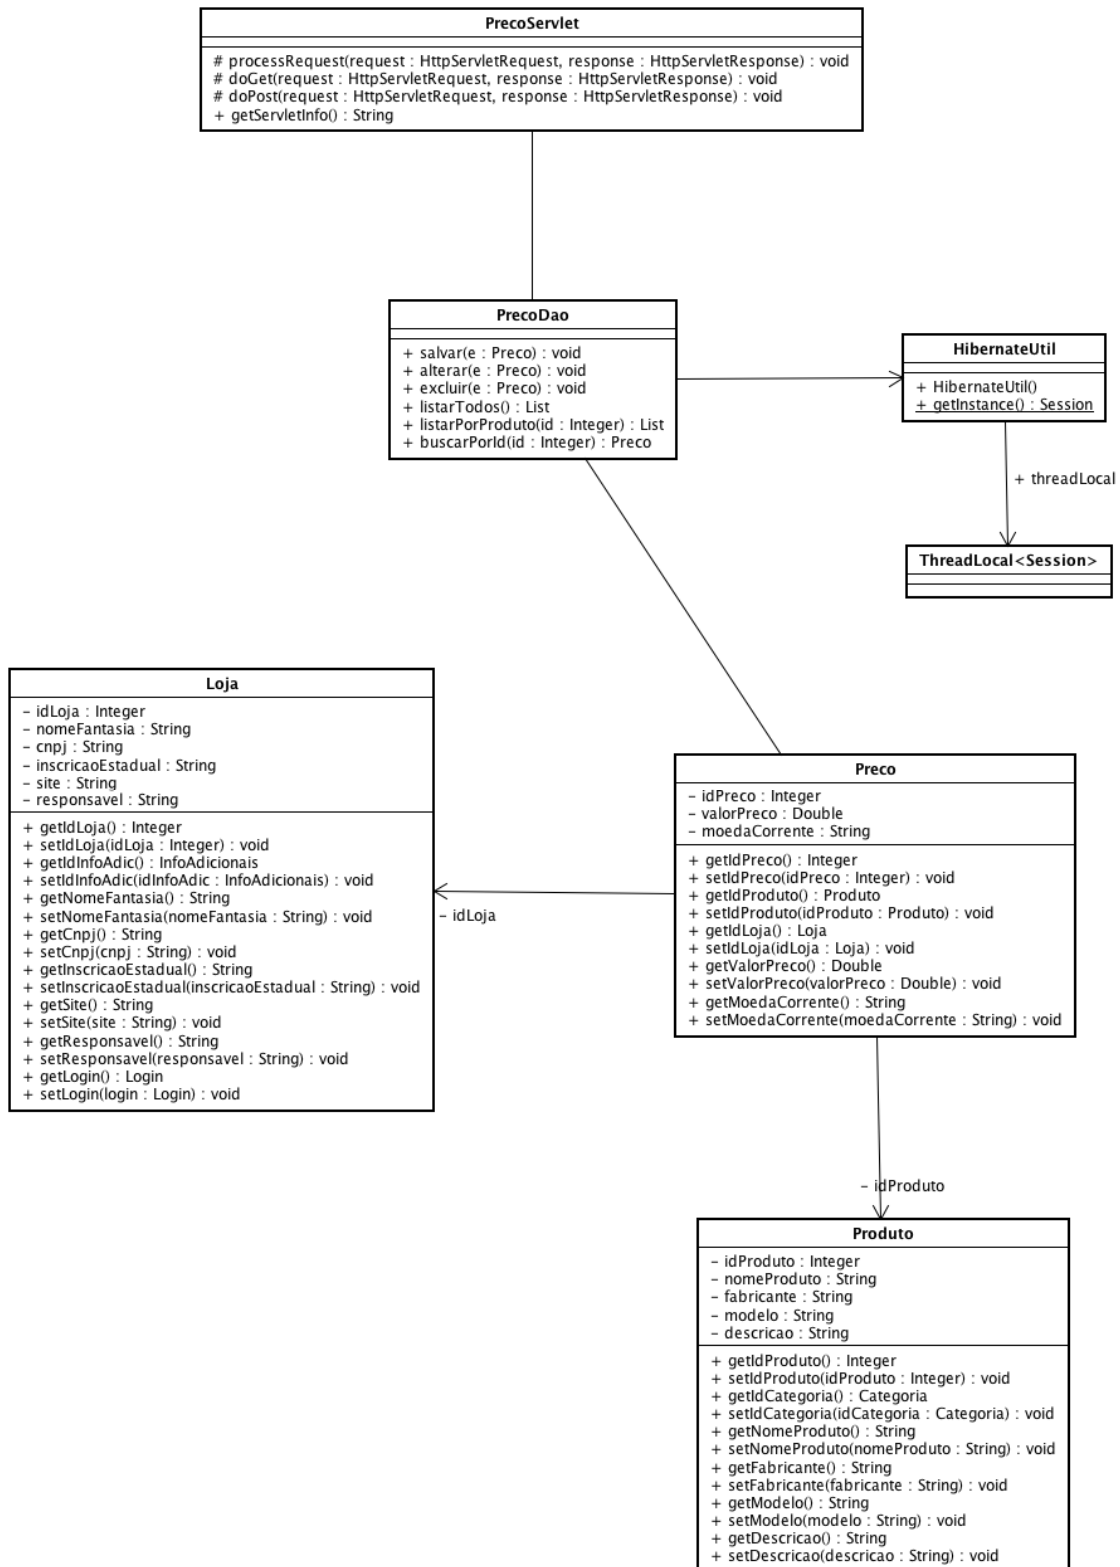 PrecoServlet
# processRequest(request : HttpServletRequest, response : HttpServletResponse) : void
# doGet(request : HttpServletRequest, response : HttpServletResponse) : void
# doPost(request : HttpServletRequest, response : HttpServletResponse) : void
+ getServletInfo() : String
PrecoDao
+ salvar(e : Preco) : void
+ alterar(e : Preco) : void
+ excluir(e : Preco) : void
+ listarTodos() : List
+ listarPorProduto(id : Integer) : List
+ buscarPorId(id : Integer) : Preco
HibernateUtil
+ HibernateUtil()
+ getInstance() : Session
+ threadLocal
ThreadLocal<Session>
Loja
- idLoja : Integer
- nomeFantasia : String
- cnpj : String
- inscricaoEstadual : String
- site : String
- responsavel : String
+ getIdLoja() : Integer
+ setIdLoja(idLoja : Integer) : void
+ getIdInfoAdic() : InfoAdicionais
+ setIdInfoAdic(idInfoAdic : InfoAdicionais) : void
+ getNomeFantasia() : String
+ setNomeFantasia(nomeFantasia : String) : void
+ getCnpj() : String
+ setCnpj(cnpj : String) : void
+ getInscricaoEstadual() : String
+ setInscricaoEstadual(inscricaoEstadual : String) : void
+ getSite() : String
+ setSite(site : String) : void
+ getResponsavel() : String
+ setResponsavel(responsavel : String) : void
+ getLogin() : Login
+ setLogin(login : Login) : void
- idLoja
Preco
- idPreco : Integer
- valorPreco : Double
- moedaCorrente : String
+ getIdPreco() : Integer
+ setIdPreco(idPreco : Integer) : void
+ getIdProduto() : Produto
+ setIdProduto(idProduto : Produto) : void
+ getIdLoja() : Loja
+ setIdLoja(idLoja : Loja) : void
+ getValorPreco() : Double
+ setValorPreco(valorPreco : Double) : void
+ getMoedaCorrente() : String
+ setMoedaCorrente(moedaCorrente : String) : void
- idProduto
Produto
- idProduto : Integer
- nomeProduto : String
- fabricante : String
- modelo : String
- descricao : String
+ getIdProduto() : Integer
+ setIdProduto(idProduto : Integer) : void
+ getIdCategoria() : Categoria
+ setIdCategoria(idCategoria : Categoria) : void
+ getNomeProduto() : String
+ setNomeProduto(nomeProduto : String) : void
+ getFabricante() : String
+ setFabricante(fabricante : String) : void
+ getModelo() : String
+ setModelo(modelo : String) : void
+ getDescricao() : String
+ setDescricao(descricao : String) : void